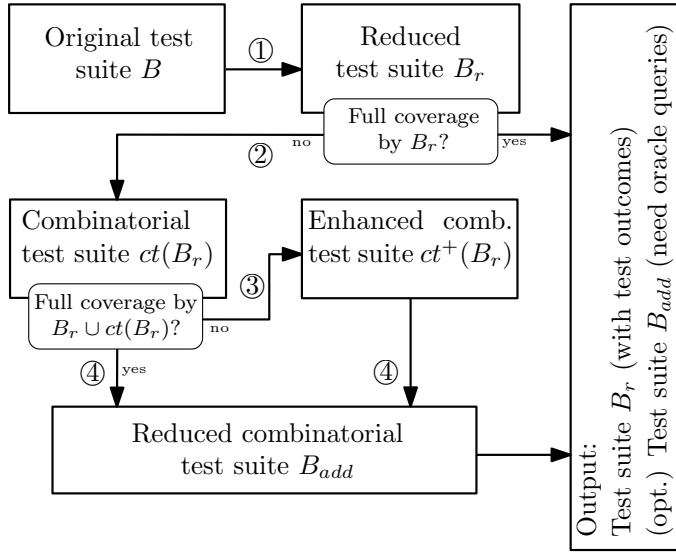 Original test
suite B
①
Reduced
test suite B_r
Full coverage
by B_r?
no
yes
②
Combinatorial
test suite ct(B_r)
Full coverage by
B_r ∪ ct(B_r)?
no
yes
③
Enhanced comb.
test suite ct⁺(B_r)
④
④
Reduced combinatorial
test suite B_add
Output:
Test suite B_r (with test outcomes)
(opt.) Test suite B_add (need oracle queries)